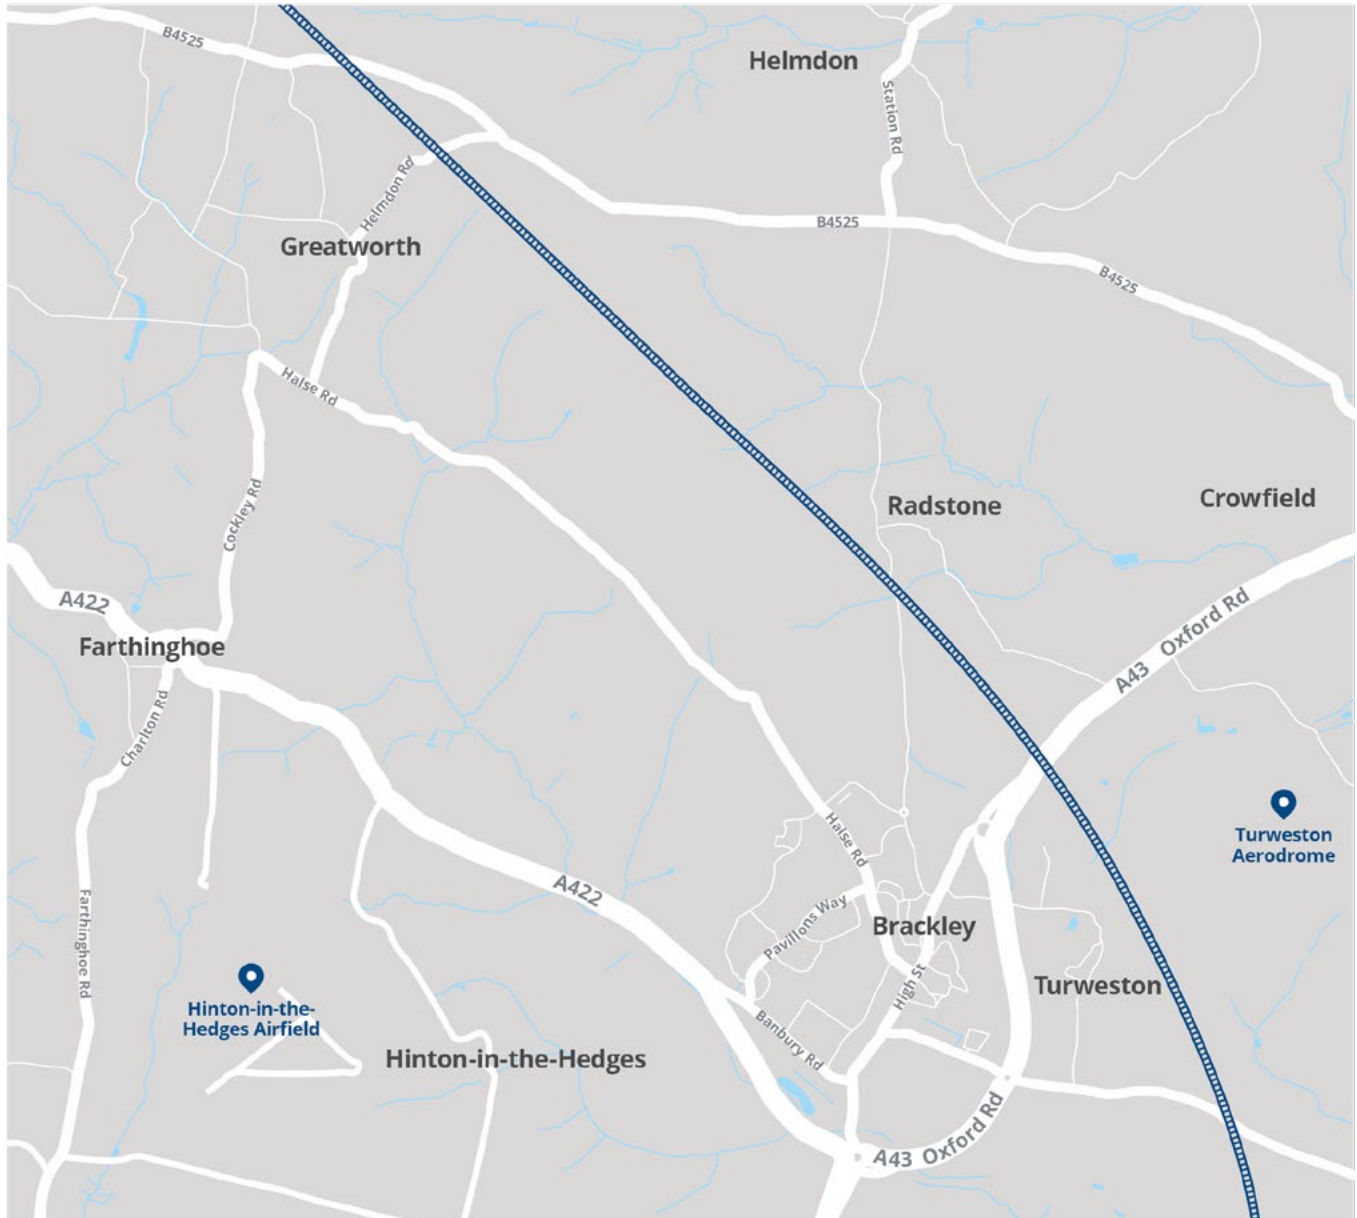 B4525
Helmdon
Station Rd
Helmdon Rd
B4525
Greatworth
B4525
Halse Rd
Cockley Rd
Radstone
Crowfield
A422
Oxford Rd
A43
Farthinghoe
Charlton Rd
Turweston
Aerodrome
Halse Rd
A422
Pavillons Way
Brackley
Farthinghoe Rd
High St
Turweston
Hinton-in-the-
Hedges Airfield
Banbury Rd
Hinton-in-the-Hedges
A43 Oxford Rd